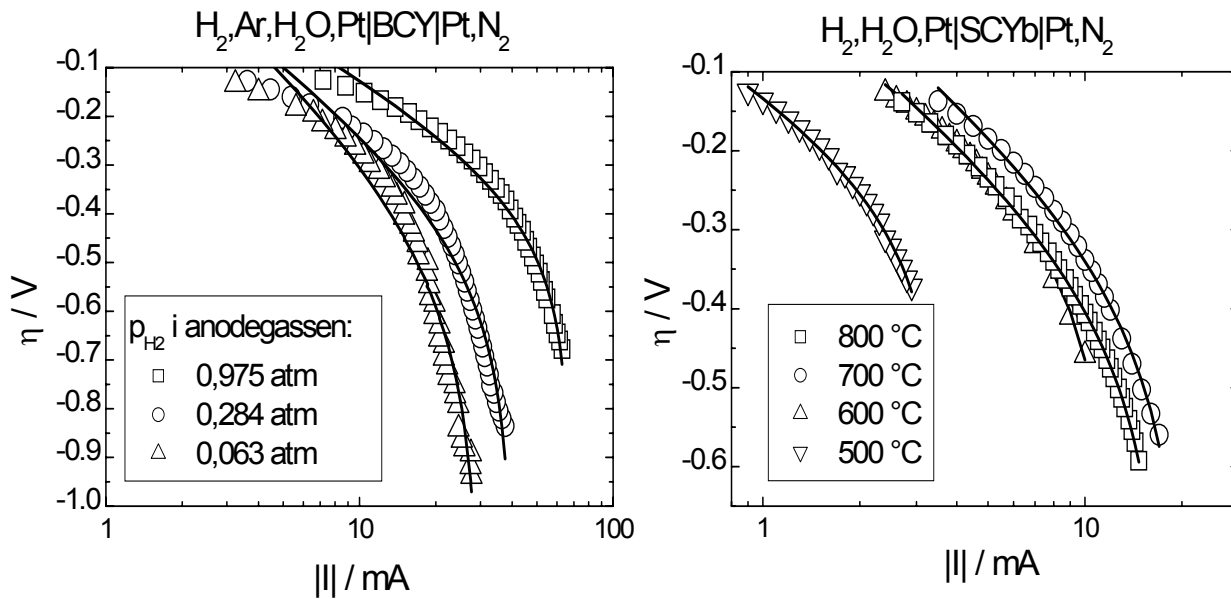 H₂,Ar,H₂O,Pt|BCY|Pt,N₂
-0.1
-0.2
-0.3
-0.4
-0.5
-0.6
-0.7
-0.8
-0.9
-1.0
η / V
p_H2 i anodegassen:
0,975 atm
0,284 atm
0,063 atm
1
10
100
|I| / mA
H₂,H₂O,Pt|SCYb|Pt,N₂
-0.1
-0.2
-0.3
-0.4
-0.5
-0.6
η / V
800 °C
700 °C
600 °C
500 °C
1
10
|I| / mA